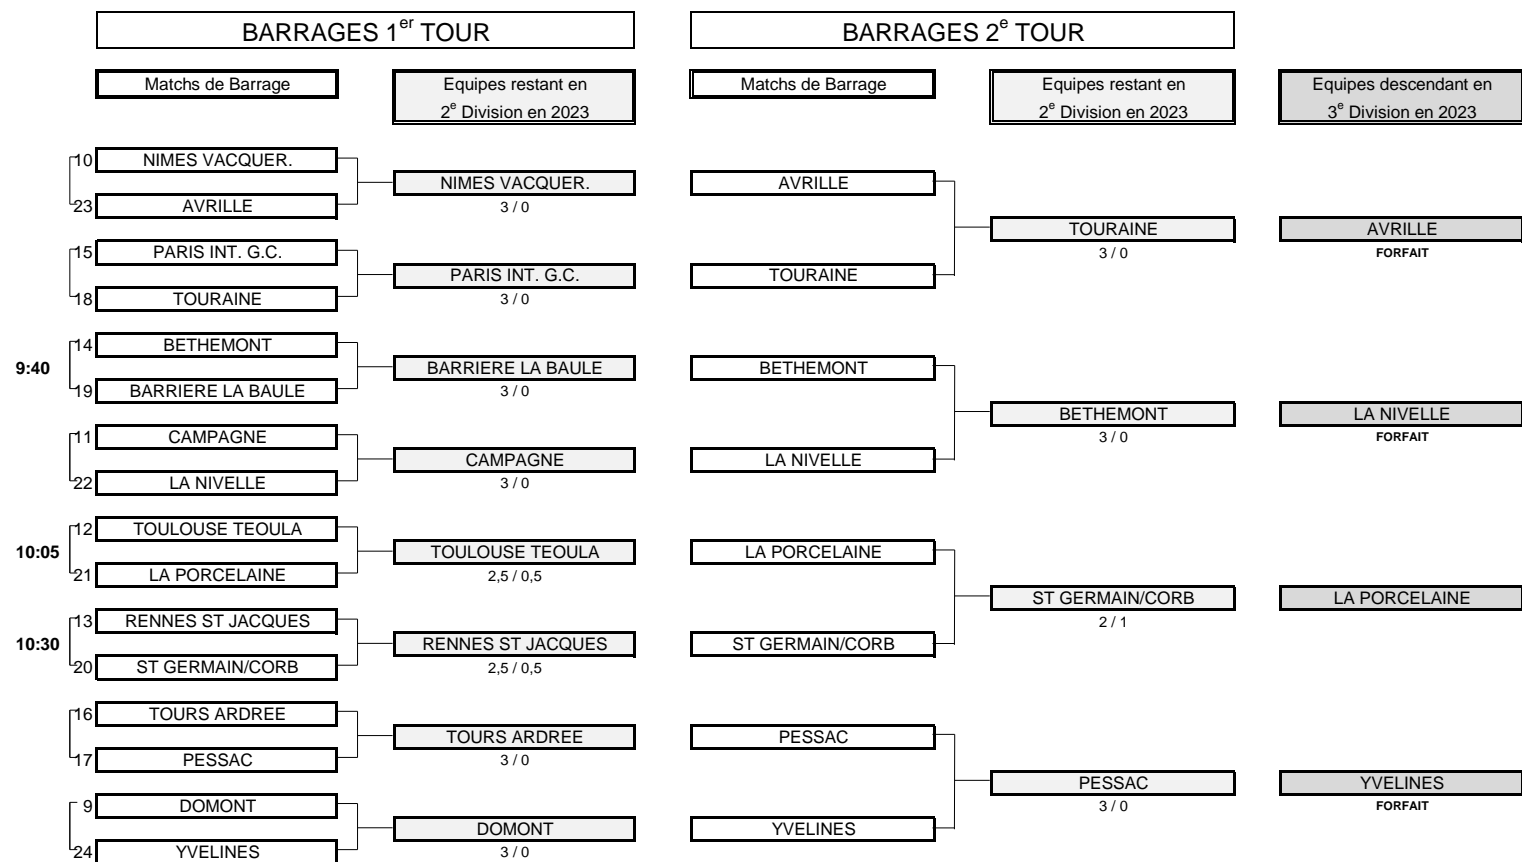 BARRAGES 1er TOUR
BARRAGES 2e TOUR
Matchs de Barrage
Equipes restant en
2e Division en 2023
Matchs de Barrage
Equipes restant en
2e Division en 2023
Equipes descendant en
3e Division en 2023
10 NIMES VACQUER.
NIMES VACQUER.
3 / 0
23 AVRILLE
15 PARIS INT. G.C.
PARIS INT. G.C.
3 / 0
18 TOURAINE
9:40
14 BETHEMONT
BARRIERE LA BAULE
3 / 0
19 BARRIERE LA BAULE
11 CAMPAGNE
CAMPAGNE
3 / 0
22 LA NIVELLE
10:05
12 TOULOUSE TEOULA
TOULOUSE TEOULA
2,5 / 0,5
21 LA PORCELAINE
10:30
13 RENNES ST JACQUES
RENNES ST JACQUES
2,5 / 0,5
20 ST GERMAIN/CORB
16 TOURS ARDREE
TOURS ARDREE
3 / 0
17 PESSAC
9 DOMONT
DOMONT
3 / 0
24 YVELINES
AVRILLE
TOURAINE
TOURAINE
3 / 0
AVRILLE
FORFAIT
BETHEMONT
LA NIVELLE
BETHEMONT
3 / 0
LA NIVELLE
FORFAIT
LA PORCELAINE
ST GERMAIN/CORB
ST GERMAIN/CORB
2 / 1
LA PORCELAINE
PESSAC
YVELINES
PESSAC
3 / 0
YVELINES
FORFAIT